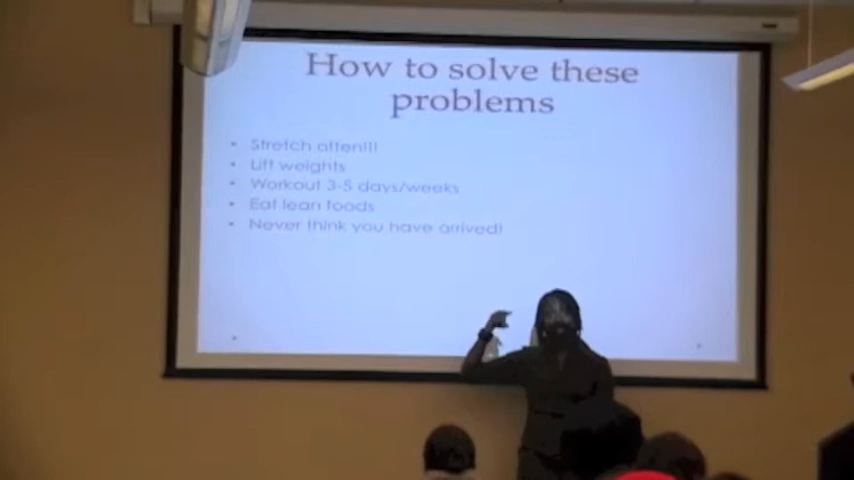 How to solve these
problems
• Stretch often!!!
• Lift weights
• Workout 3-5 days/weeks
• Eat lean foods
• Never think you have arrived!